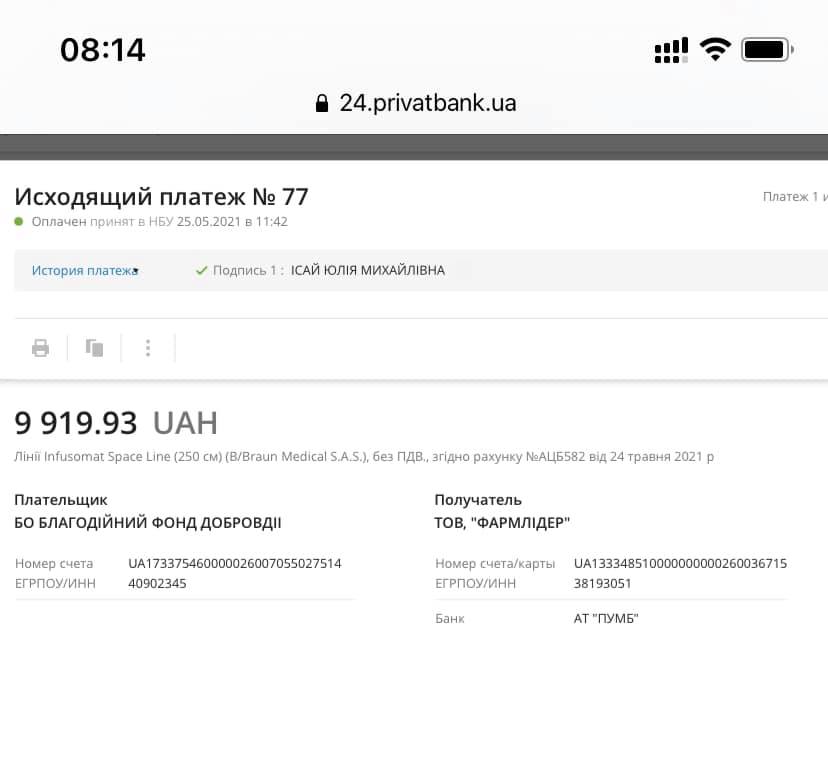 08:14
24.privatbank.ua
Исходящий платеж № 77
Платеж 1 и
Оплачен принят в НБУ 25.05.2021 в 11:42
История платежа
Подпись 1 : ІСАЙ ЮЛІЯ МИХАЙЛІВНА
9 919.93 UAH
Лінії Infusomat Space Line (250 см) (B/Braun Medical S.A.S.), без ПДВ., згідно рахунку №АЦБ582 від 24 травня 2021 р
Плательщик
БО БЛАГОДІЙНИЙ ФОНД ДОБРОВДІІ
Номер счета UA173375460000026007055027514
ЕГРПОУ/ИНН 40902345
Получатель
ТОВ, "ФАРМЛІДЕР"
Номер счета/карты UA133348510000000000260036715
ЕГРПОУ/ИНН 38193051
Банк АТ "ПУМБ"